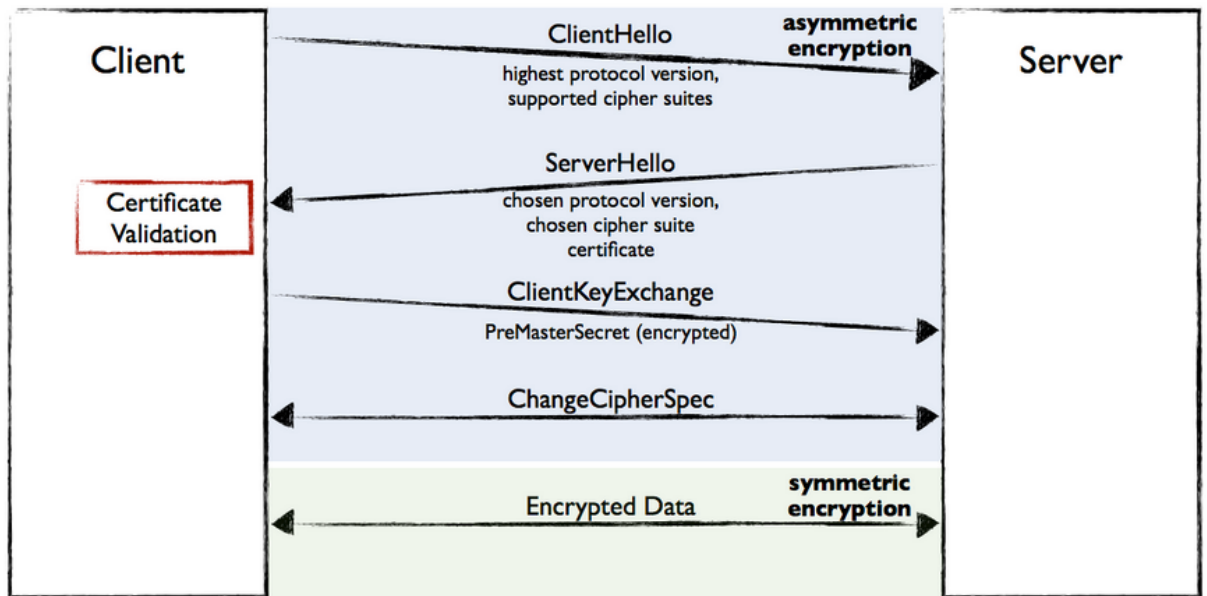 Client
Server
ClientHello
asymmetric
encryption
highest protocol version,
supported cipher suites
ServerHello
Certificate
Validation
chosen protocol version,
chosen cipher suite
certificate
ClientKeyExchange
PreMasterSecret (encrypted)
ChangeCipherSpec
Encrypted Data
symmetric
encryption